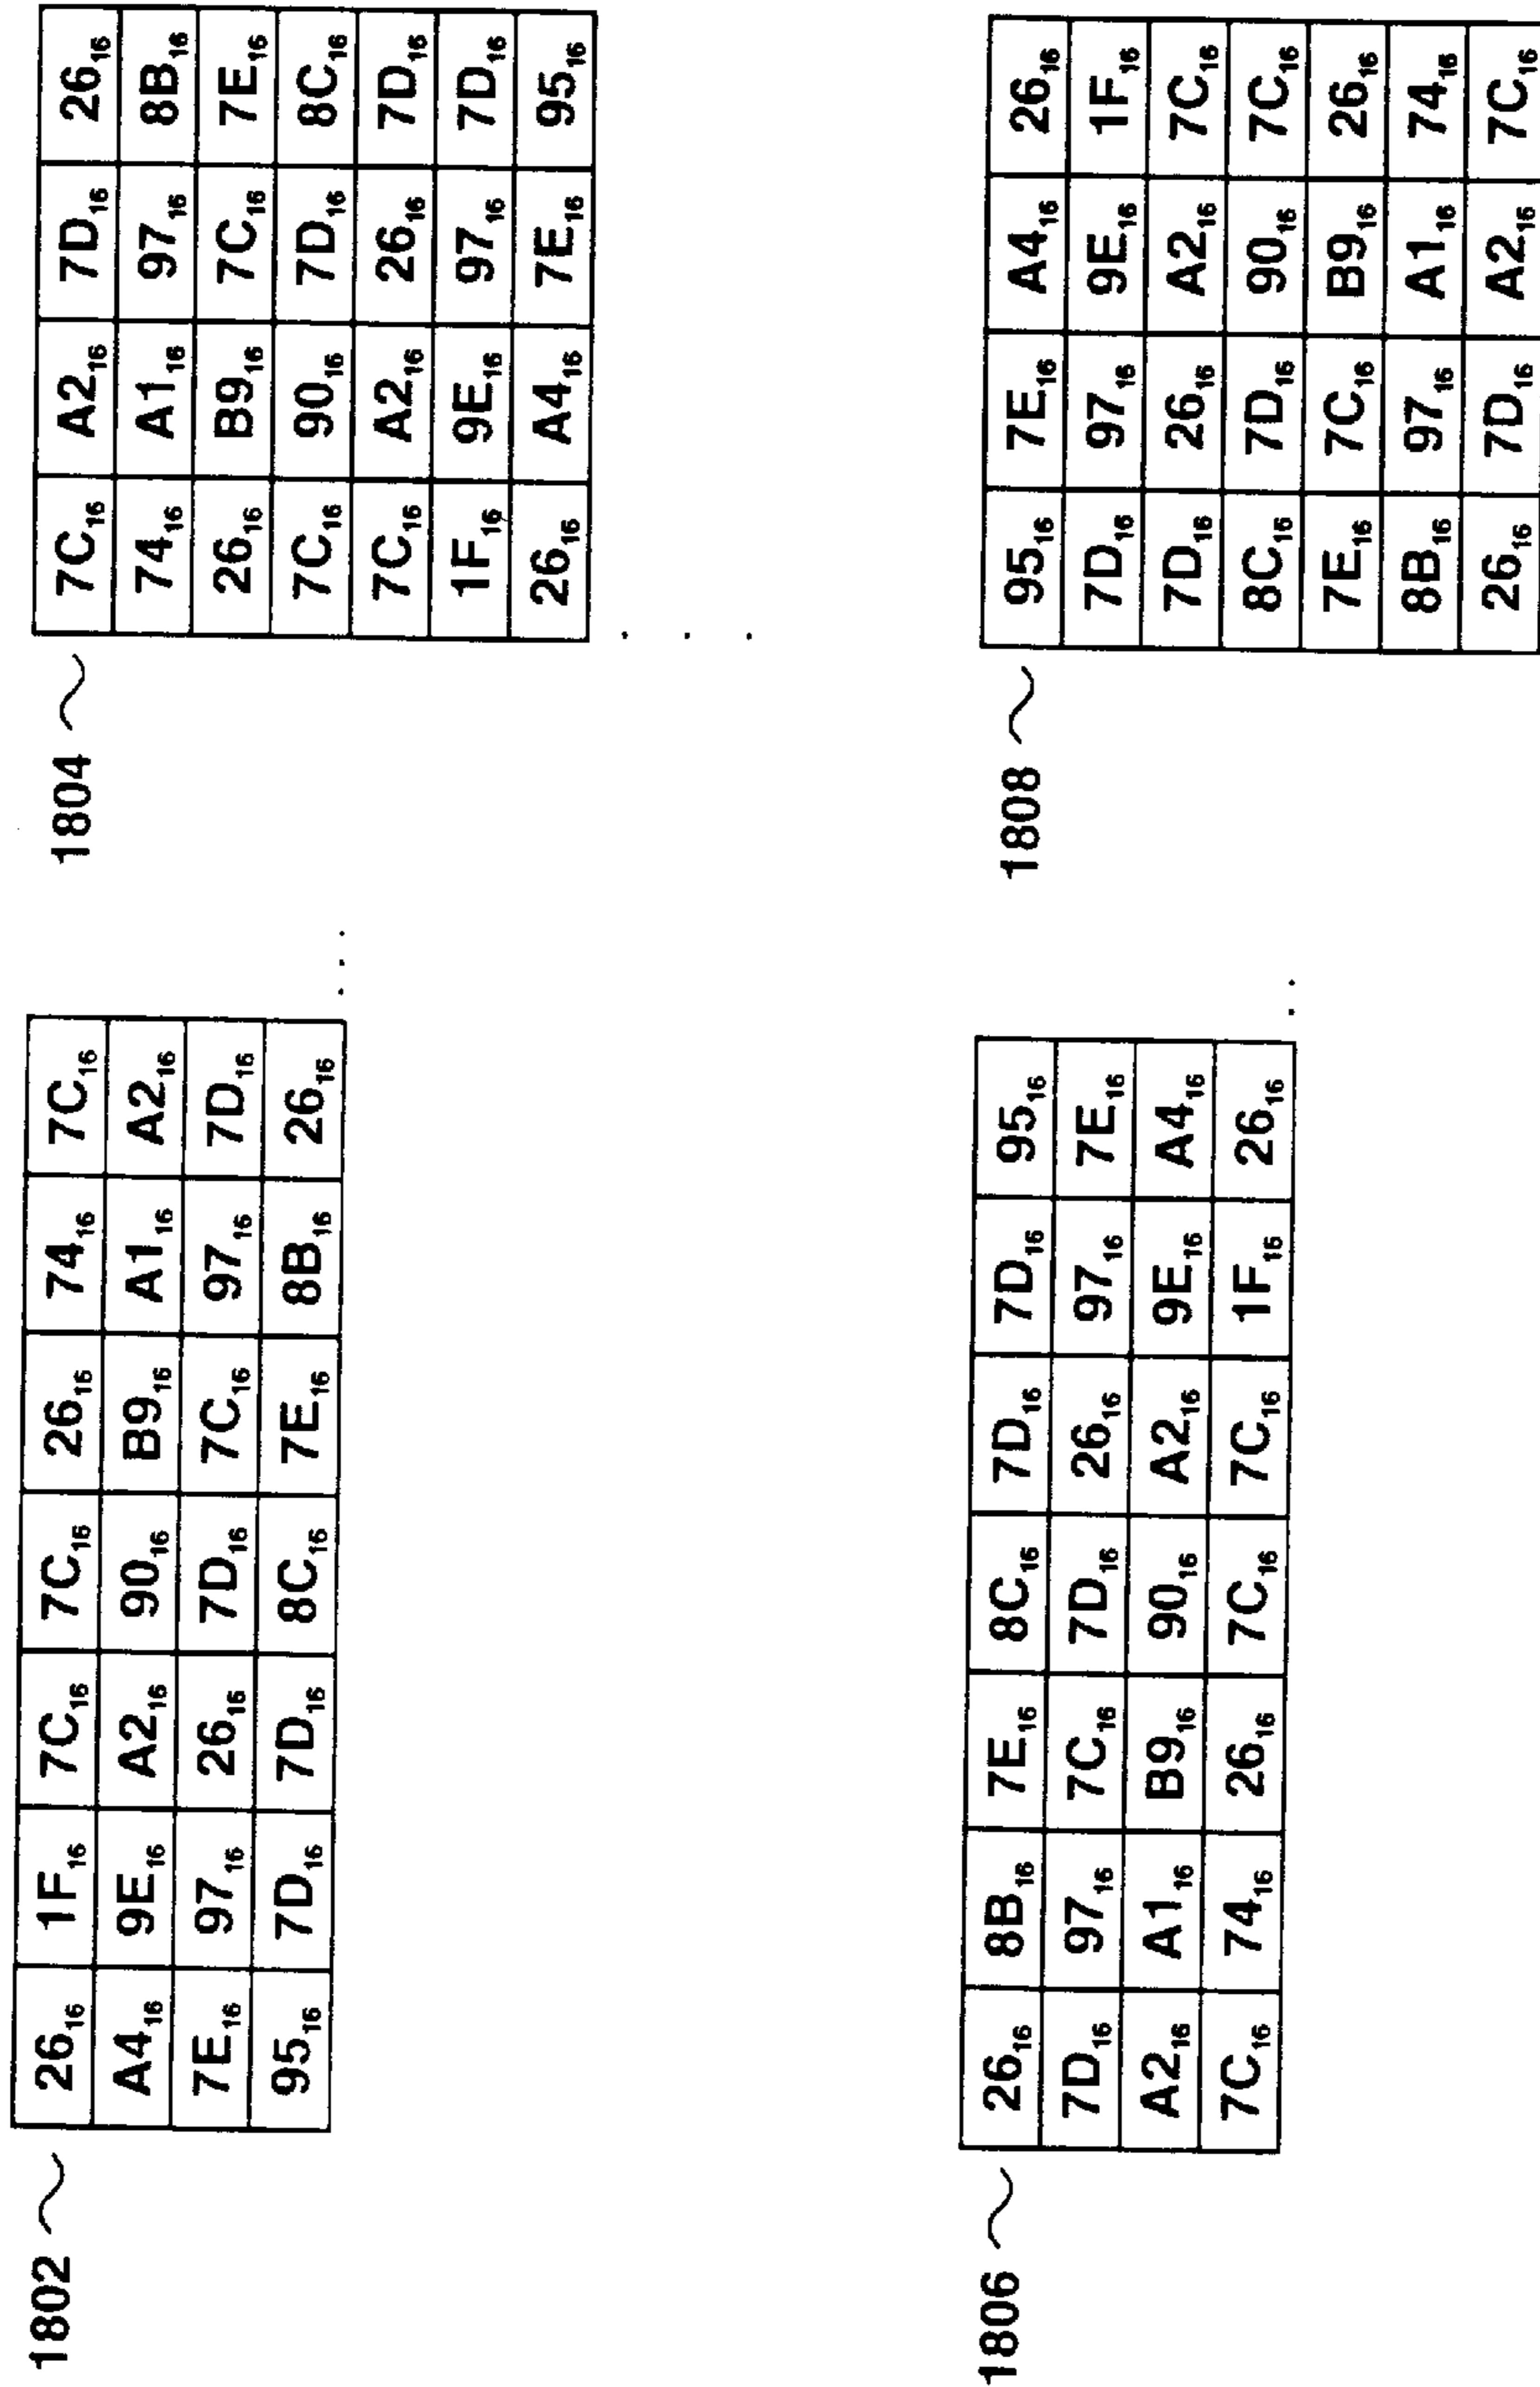 1802
26₁₆ 1F₁₆ 7C₁₆ 7C₁₆ 26₁₆ 74₁₆ 7C₁₆
A4₁₆ 9E₁₆ A2₁₆ 90₁₆ B9₁₆ A1₁₆ A2₁₆
7E₁₆ 97₁₆ 26₁₆ 7D₁₆ 7C₁₆ 97₁₆ 7D₁₆
95₁₆ 7D₁₆ 7D₁₆ 8C₁₆ 7E₁₆ 8B₁₆ 26₁₆
. . .
1804
7C₁₆ A2₁₆ 7D₁₆ 26₁₆
74₁₆ A1₁₆ 97₁₆ 8B₁₆
26₁₆ B9₁₆ 7C₁₆ 7E₁₆
7C₁₆ 90₁₆ 7D₁₆ 8C₁₆
7C₁₆ A2₁₆ 26₁₆ 7D₁₆
1F₁₆ 9E₁₆ 97₁₆ 7D₁₆
26₁₆ A4₁₆ 7E₁₆ 95₁₆
.
.
.
1806
26₁₆ 8B₁₆ 7E₁₆ 8C₁₆ 7D₁₆ 7D₁₆ 95₁₆
7D₁₆ 97₁₆ 7C₁₆ 7D₁₆ 26₁₆ 97₁₆ 7E₁₆
A2₁₆ A1₁₆ B9₁₆ 90₁₆ A2₁₆ 9E₁₆ A4₁₆
7C₁₆ 74₁₆ 26₁₆ 7C₁₆ 7C₁₆ 1F₁₆ 26₁₆
. .
1808
95₁₆ 7E₁₆ A4₁₆ 26₁₆
7D₁₆ 97₁₆ 9E₁₆ 1F₁₆
7D₁₆ 26₁₆ A2₁₆ 7C₁₆
8C₁₆ 7D₁₆ 90₁₆ 7C₁₆
7E₁₆ 7C₁₆ B9₁₆ 26₁₆
8B₁₆ 97₁₆ A1₁₆ 74₁₆
26₁₆ 7D₁₆ A2₁₆ 7C₁₆